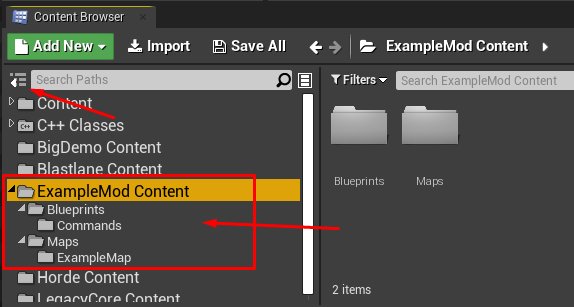 Content Browser
Add New
Import
Save All
ExampleMod Content
Search Paths
Filters
Search ExampleMod Content
Content
C++ Classes
BigDemo Content
Blastlane Content
ExampleMod Content
Blueprints
Commands
Maps
ExampleMap
Horde Content
LegacyCore Content
Blueprints
Maps
2 items